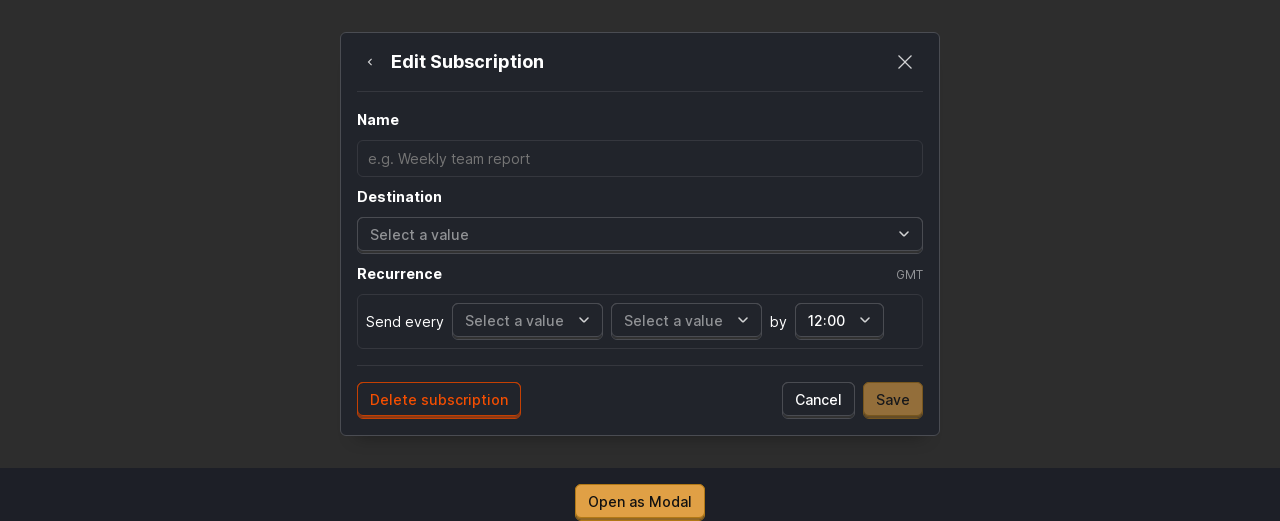 Edit Subscription
Name
e.g. Weekly team report
Destination
Select a value
Recurrence GMT
Send every Select a value Select a value by 12:00
Delete subscription Cancel Save
Open as Modal